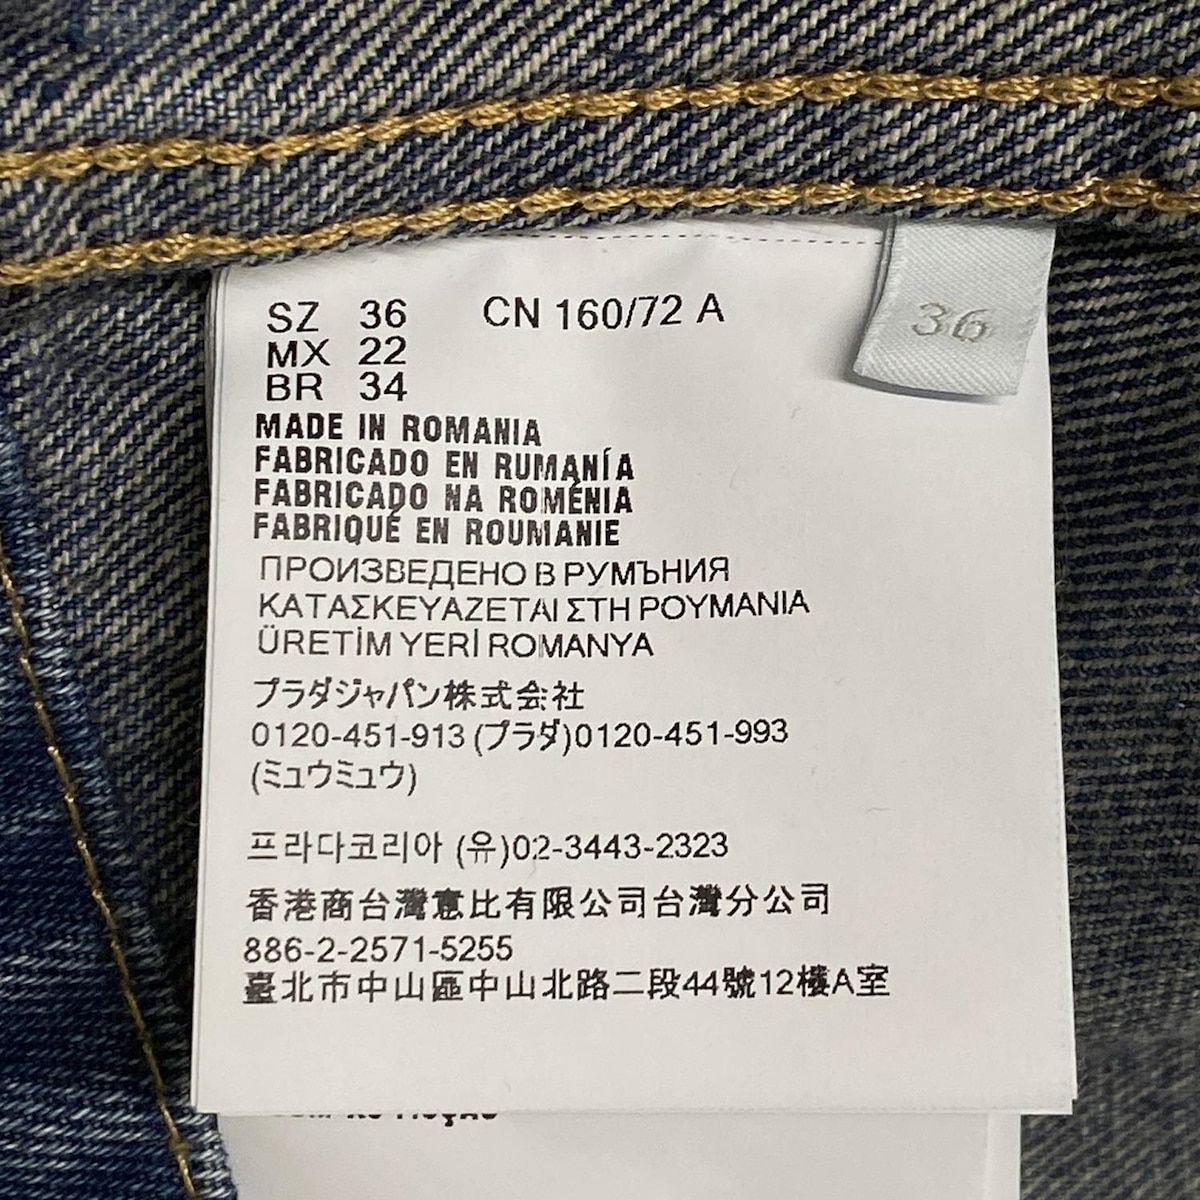 SZ 36 CN 160/72 A
MX 22
BR 34
36
MADE IN ROMANIA
FABRICADO EN RUMANÍA
FABRICADO NA ROMÉNIA
FABRIQUÉ EN ROUMANIE
ПРОИЗВЕДЕНО В РУМЪНИЯ
ΚΑΤΑΣΚΕΥΑΖΕΤΑΙ ΣΤΗ ΡΟΥΜΑΝΙΑ
ÜRETİM YERİ ROMANYA
プラダジャパン株式会社
0120-451-913 (プラダ)0120-451-993
(ミュウミュウ)
프라다코리아 (유)02-3443-2323
香港商台灣意比有限公司台灣分公司
886-2-2571-5255
臺北市中山區中山北路二段44號12樓A室